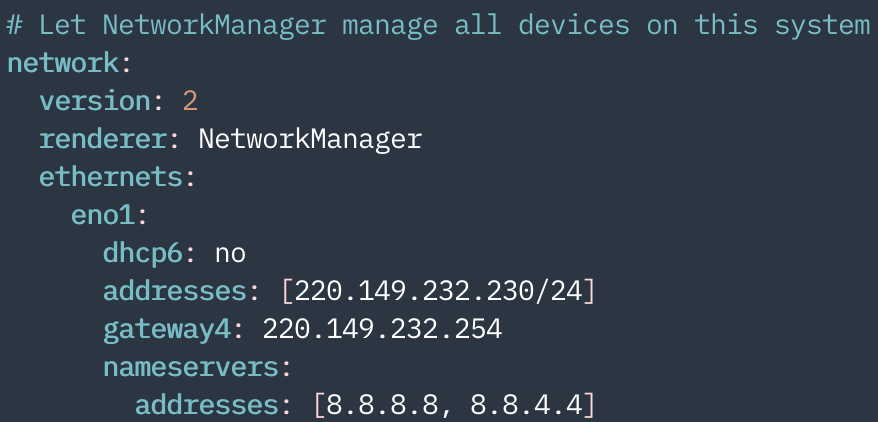 # Let NetworkManager manage all devices on this system
network:
  version: 2
  renderer: NetworkManager
  ethernets:
    eno1:
      dhcp6: no
      addresses: [220.149.232.230/24]
      gateway4: 220.149.232.254
      nameservers:
        addresses: [8.8.8.8, 8.8.4.4]